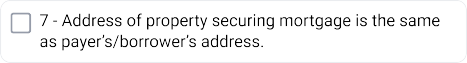 7 - Address of property securing mortgage is the same
as payer's/borrower's address.